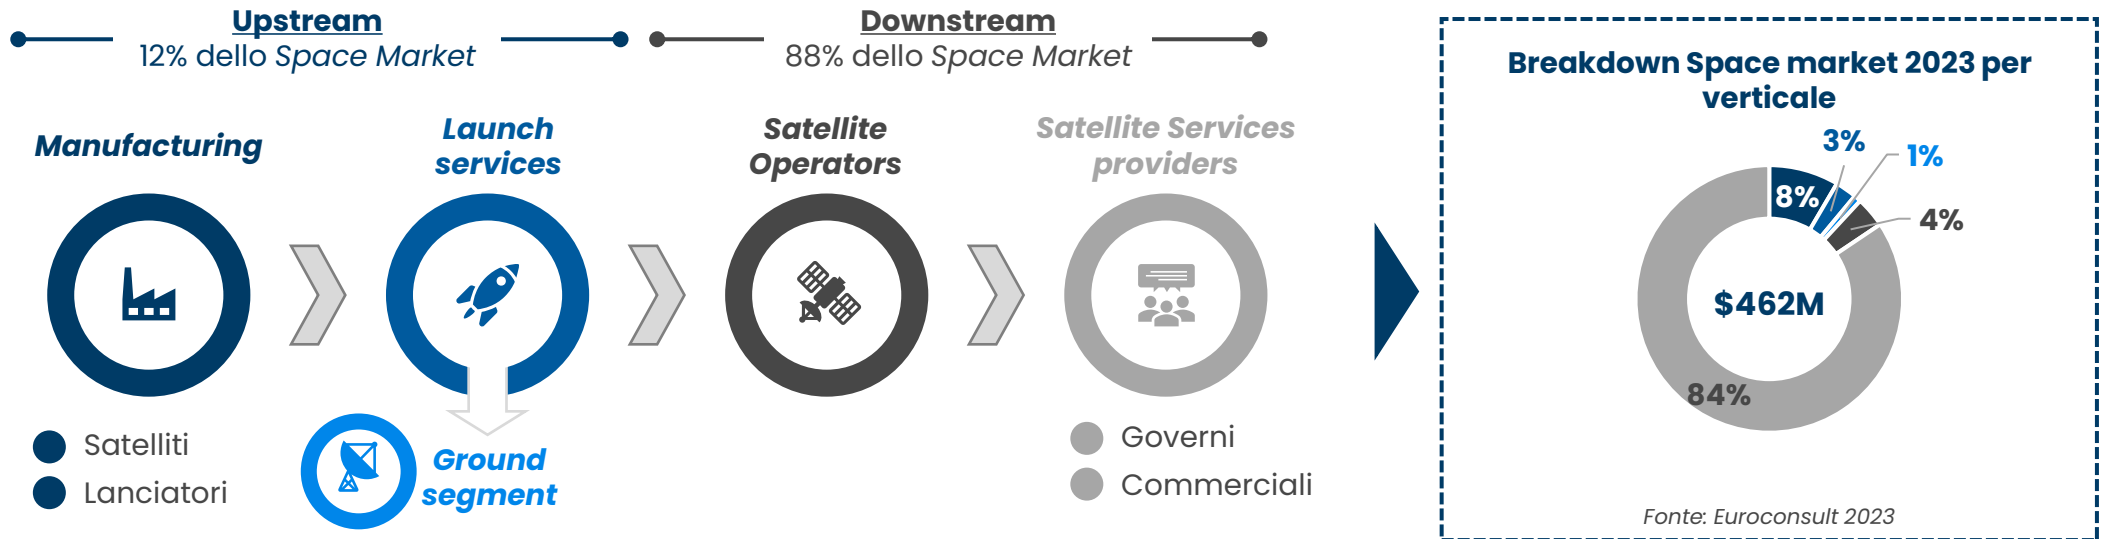 Upstream
12% dello Space Market
Downstream
88% dello Space Market
Manufacturing
Launch
services
Satellite
Operators
Satellite Services
providers
Satelliti
Lanciatori
Ground
segment
Governi
Commerciali
Breakdown Space market 2023 per
verticale
3%
1%
8%
4%
$462M
84%
Fonte: Euroconsult 2023